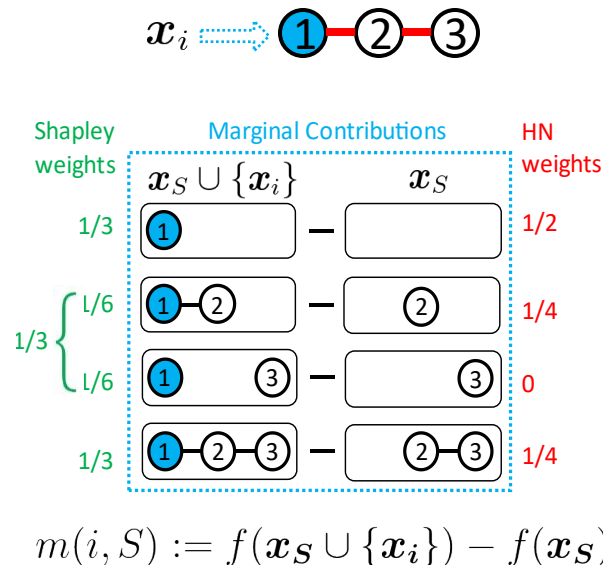 x_i 1 2 3
Shapley weights Marginal Contributions HN weights
x_S ∪ {x_i} x_S
1/3 1 − 1/2
1/6 1 2 − 2 1/4
1/3
1/6 1 3 − 3 0
1/3 1 2 3 − 2 3 1/4
m(i, S) := f(x_S ∪ {x_i}) − f(x_S)